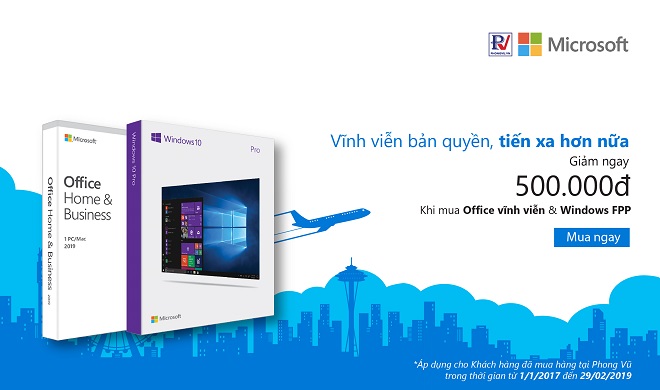 PV
PHONGVU.VN
Microsoft
Vĩnh viễn bản quyền, tiến xa hơn nữa
Giảm ngay
500.000đ
Khi mua Office vĩnh viễn & Windows FPP
Mua ngay
Microsoft
Office
Home &
Business
1 PC/Mac
2019
Office Home & Business
Windows 10
Pro
Windows 10 Pro
Microsoft
*Áp dụng cho Khách hàng đã mua hàng tại Phong Vũ
trong thời gian từ 1/1/2017 đến 29/02/2019